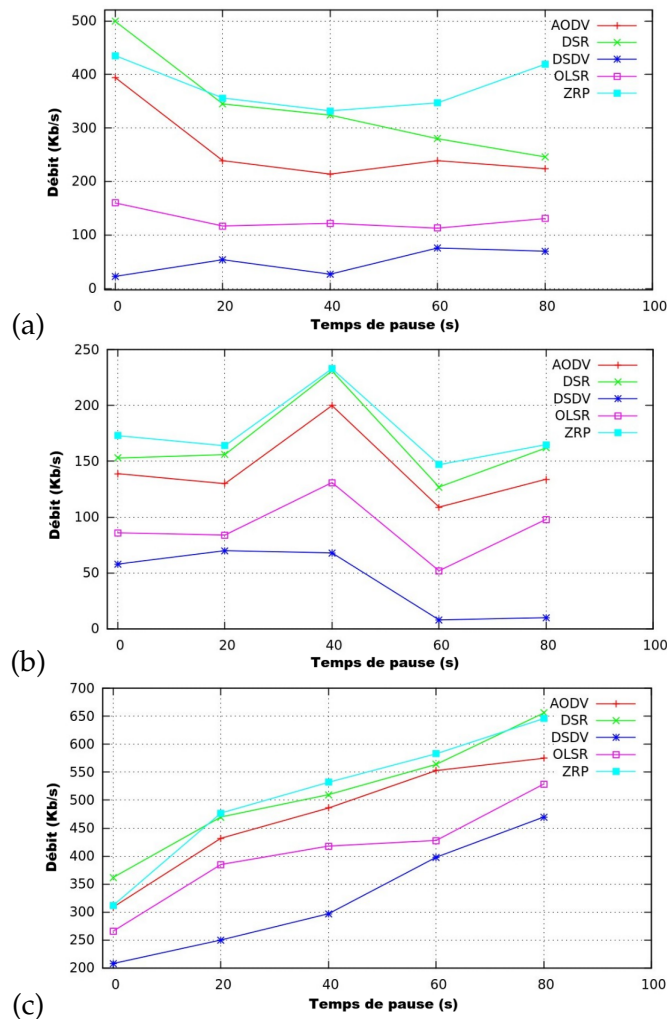 500
400
300
200
100
0
Débit (Kb/s)
AODV
DSR
DSDV
OLSR
ZRP
0 20 40 60 80 100
Temps de pause (s)
(a)
250
200
150
100
50
0
Débit (Kb/s)
AODV
DSR
DSDV
OLSR
ZRP
0 20 40 60 80 100
Temps de pause (s)
(b)
700
650
600
550
500
450
400
350
300
250
200
Débit (Kb/s)
AODV
DSR
DSDV
OLSR
ZRP
0 20 40 60 80 100
Temps de pause (s)
(c)